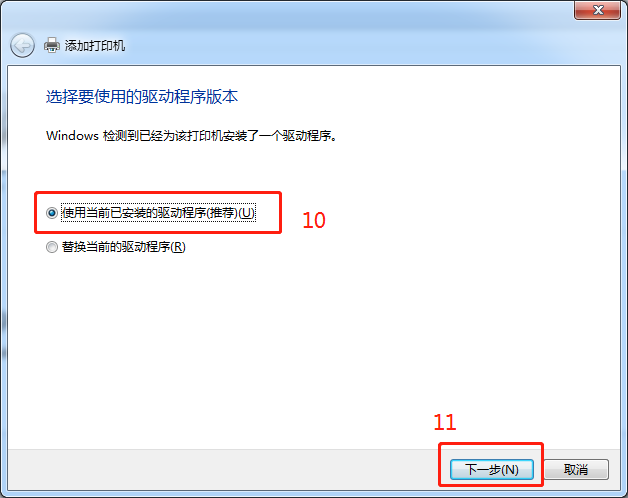 添加打印机
选择要使用的驱动程序版本
Windows 检测到已经为该打印机安装了一个驱动程序。
使用当前已安装的驱动程序(推荐)(U)
10
替换当前的驱动程序(R)
11
下一步(N)
取消